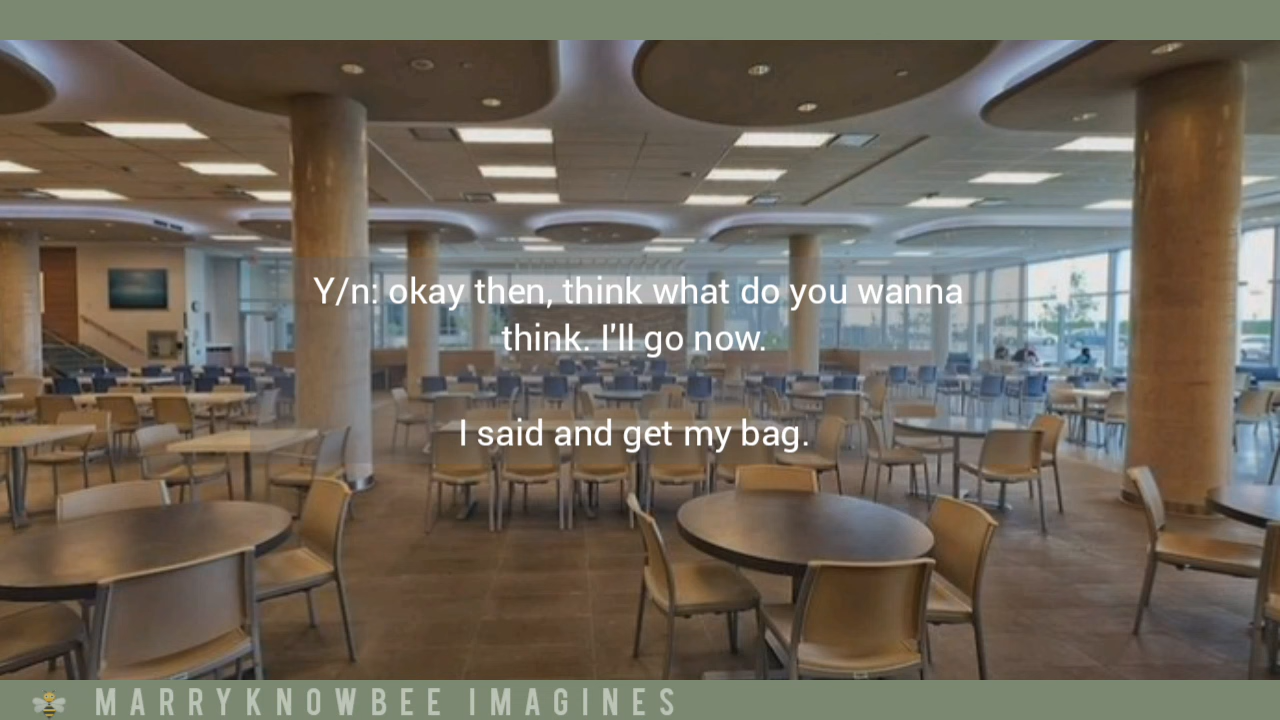 Y/n: okay then, think what do you wanna
think. I'll go now.
I said and get my bag.
MARRYKNOWBEE IMAGINES